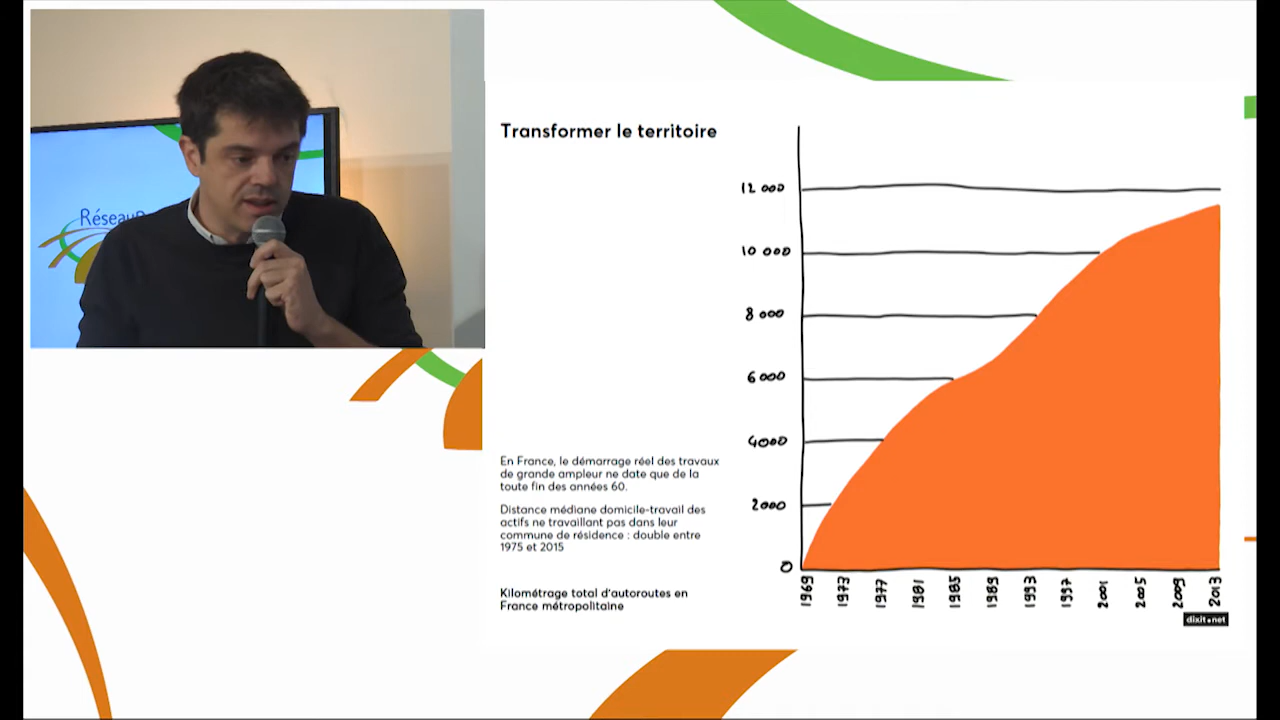 Transformer le territoire
12 000
10 000
8 000
6 000
4000
2000
0
1969
1973
1977
1981
1985
1989
1993
1997
2001
2005
2009
2013
En France, le démarrage réel des travaux
de grande ampleur ne date que de la
toute fin des années 60.
Distance médiane domicile-travail des
actifs ne travaillant pas dans leur
commune de résidence : double entre
1975 et 2015
Kilométrage total d'autoroutes en
France métropolitaine
dixit.net